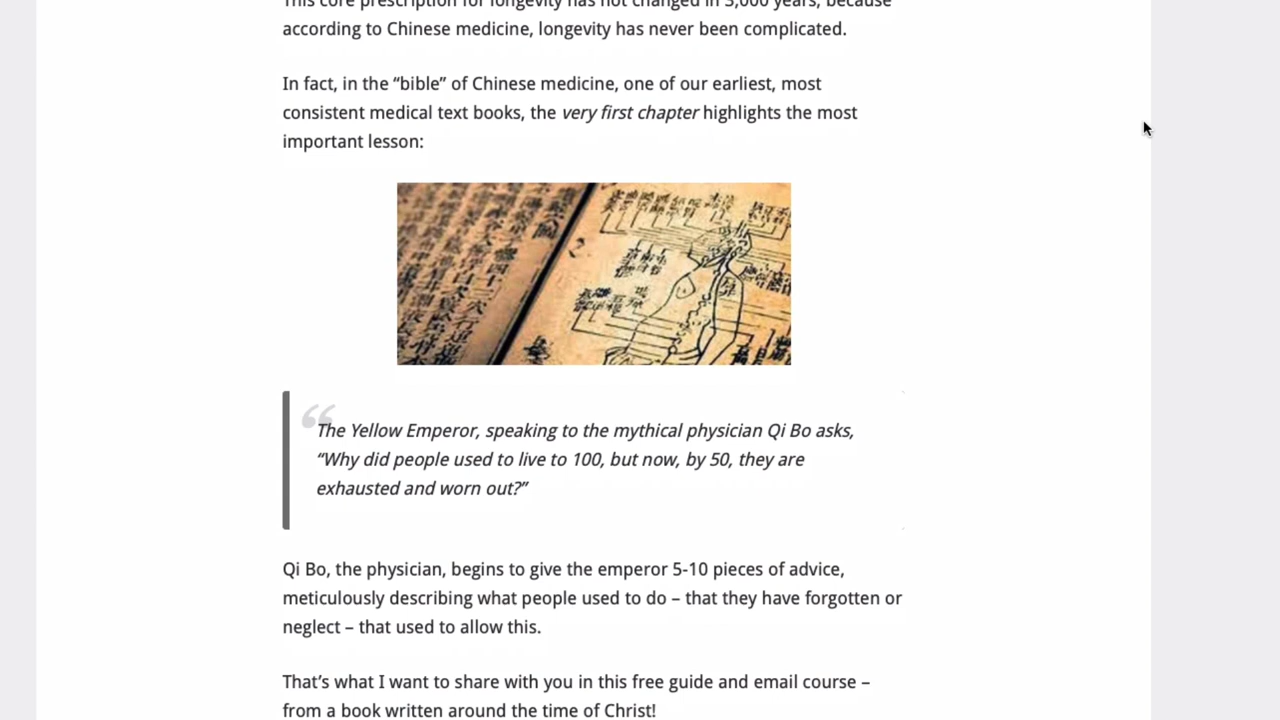 This core prescription for longevity has not changed in 3,000 years, because
according to Chinese medicine, longevity has never been complicated.
In fact, in the “bible” of Chinese medicine, one of our earliest, most
consistent medical text books, the very first chapter highlights the most
important lesson:
“
The Yellow Emperor, speaking to the mythical physician Qi Bo asks,
“Why did people used to live to 100, but now, by 50, they are
exhausted and worn out?”
Qi Bo, the physician, begins to give the emperor 5-10 pieces of advice,
meticulously describing what people used to do – that they have forgotten or
neglect – that used to allow this.
That’s what I want to share with you in this free guide and email course –
from a book written around the time of Christ!